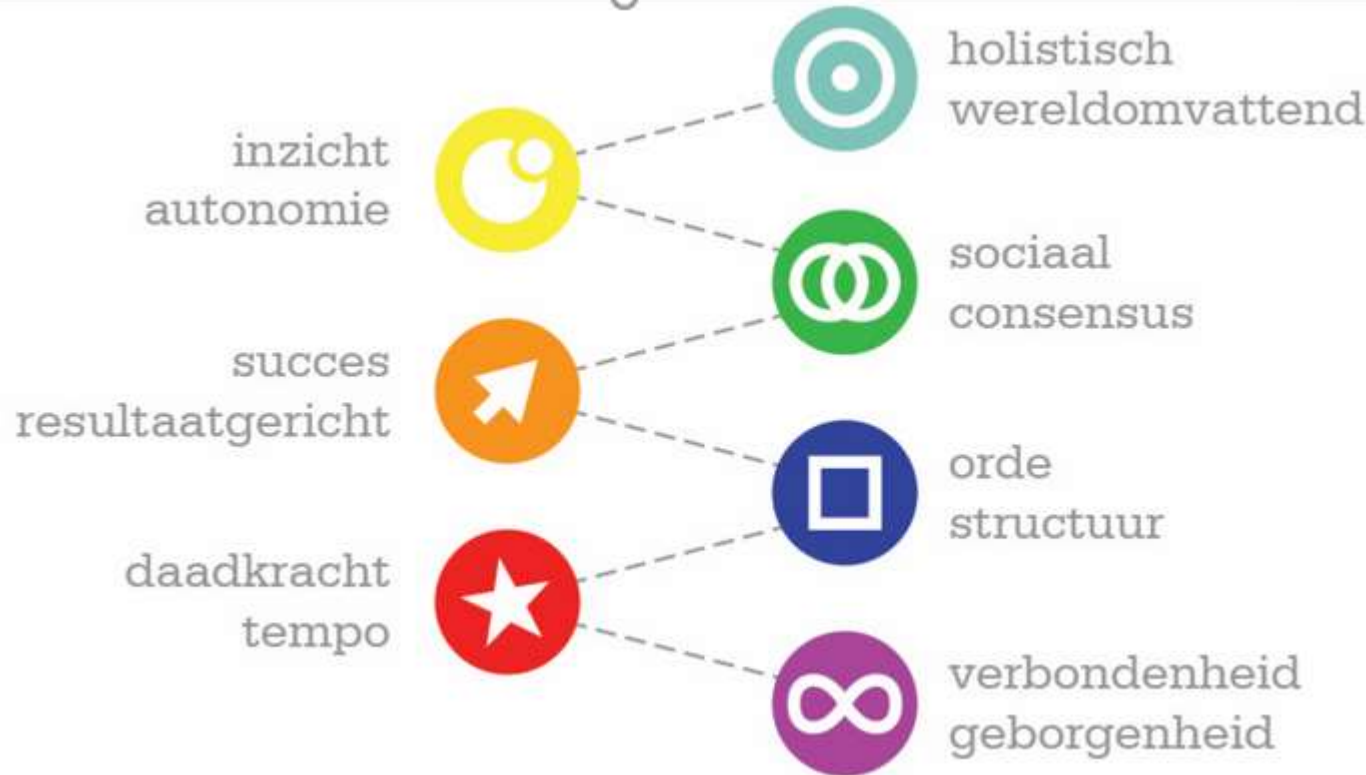 holistisch
wereldomvattend
inzicht
autonomie
sociaal
consensus
succes
resultaatgericht
orde
structuur
daadkracht
tempo
verbondenheid
geborgenheid